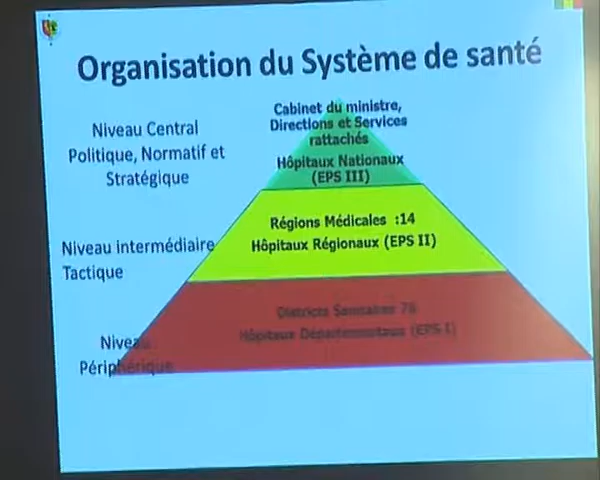 Organisation du Système de santé
Niveau Central
Politique, Normatif et
Stratégique
Cabinet du ministre,
Directions et Services
rattachés
Hôpitaux Nationaux
(EPS III)
Niveau intermédiaire
Tactique
Régions Médicales :14
Hôpitaux Régionaux (EPS II)
Niveau
Périphérique
Districts Sanitaires 76
Hôpitaux Départementaux (EPS I)